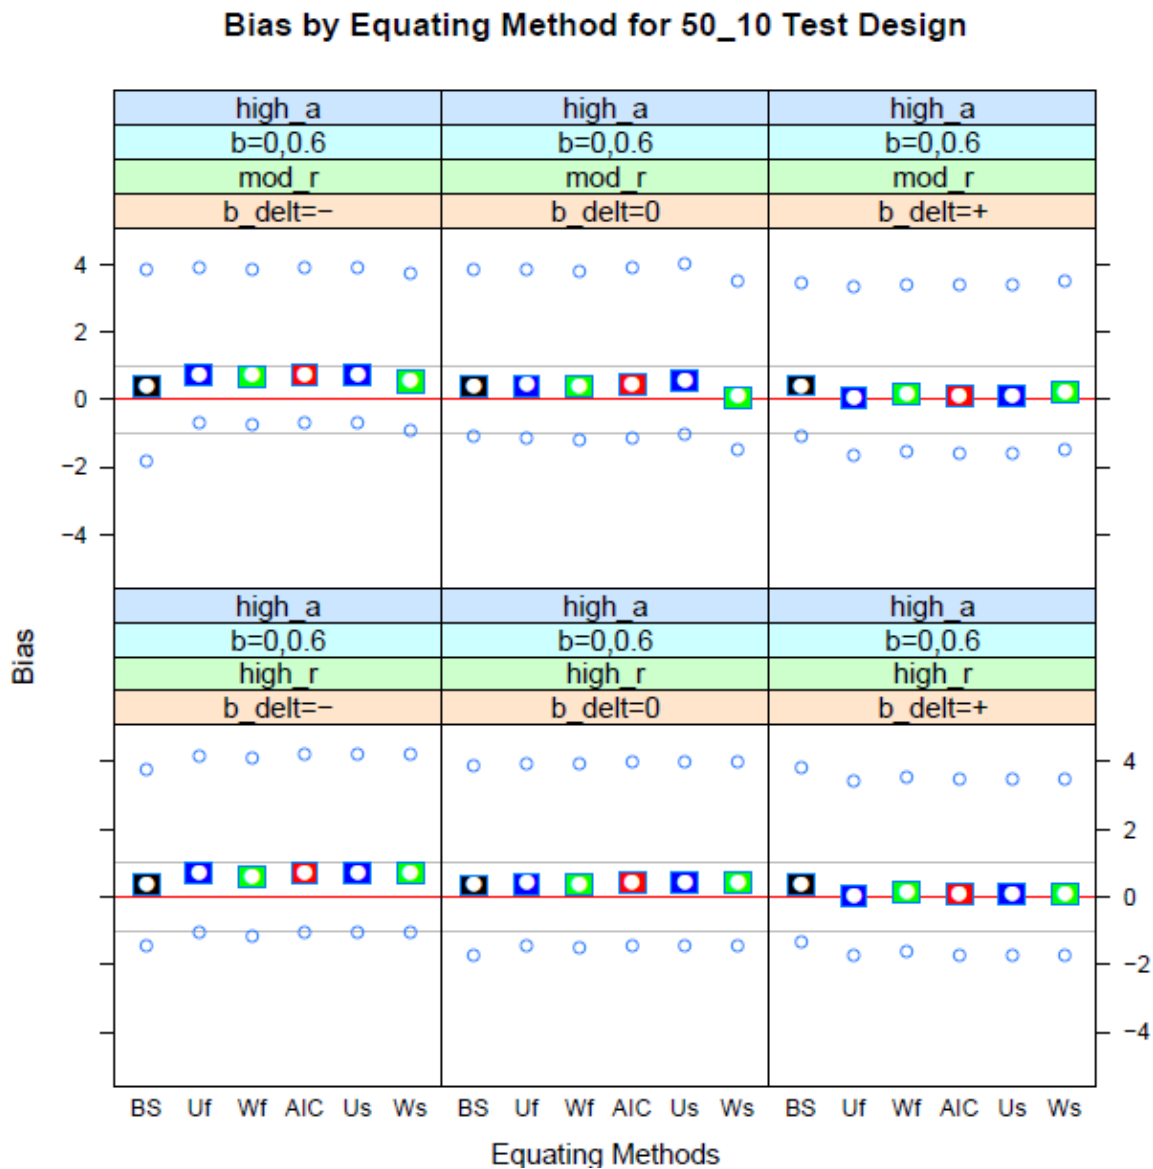 Bias by Equating Method for 50_10 Test Design
high_a high_a high_a
b=0,0.6 b=0,0.6 b=0,0.6
mod_r mod_r mod_r
b_delt=− b_delt=0 b_delt=+
4
2
0
−2
−4
Bias
high_a high_a high_a
b=0,0.6 b=0,0.6 b=0,0.6
high_r high_r high_r
b_delt=− b_delt=0 b_delt=+
4
2
0
−2
−4
BS Uf Wf AIC Us Ws BS Uf Wf AIC Us Ws BS Uf Wf AIC Us Ws
Equating Methods